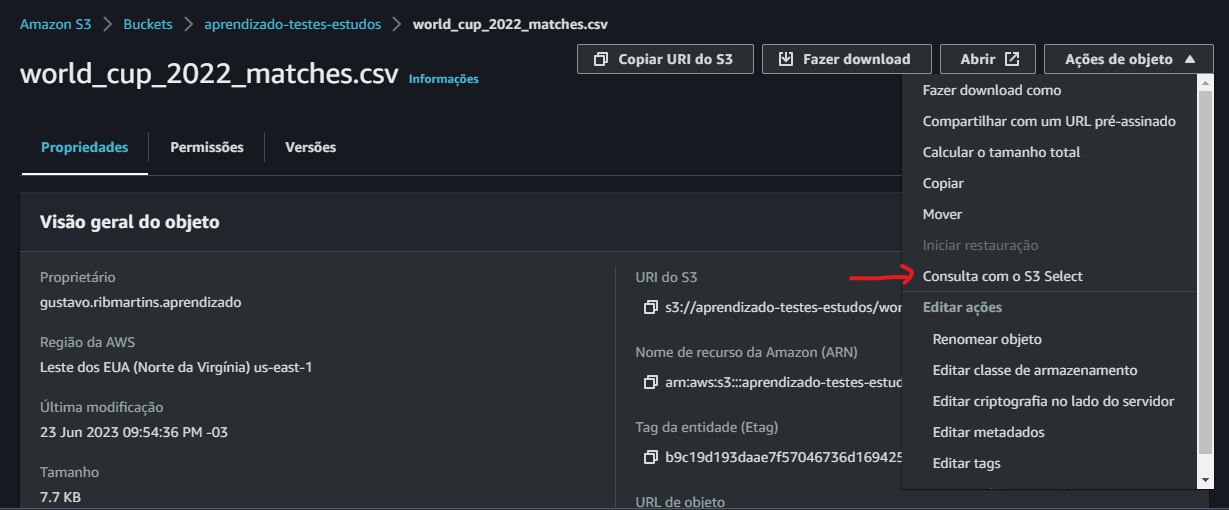 Amazon S3 > Buckets > aprendizado-testes-estudos > world_cup_2022_matches.csv
world_cup_2022_matches.csv Informações
Copiar URI do S3 Fazer download Abrir Ações de objeto
Fazer download como
Compartilhar com um URL pré-assinado
Calcular o tamanho total
Copiar
Mover
Iniciar restauração
Consulta com o S3 Select
Editar ações
Renomear objeto
Editar classe de armazenamento
Editar criptografia no lado do servidor
Editar metadados
Editar tags
Propriedades Permissões Versões
Visão geral do objeto
Proprietário
gustavo.ribmartins.aprendizado
Região da AWS
Leste dos EUA (Norte da Virgínia) us-east-1
Última modificação
23 Jun 2023 09:54:36 PM -03
Tamanho
7.7 KB
URI do S3
s3://aprendizado-testes-estudos/wor
Nome de recurso da Amazon (ARN)
arn:aws:s3:::aprendizado-testes-estud
Tag da entidade (Etag)
b9c19d193daae7f57046736d169425
URL de objeto